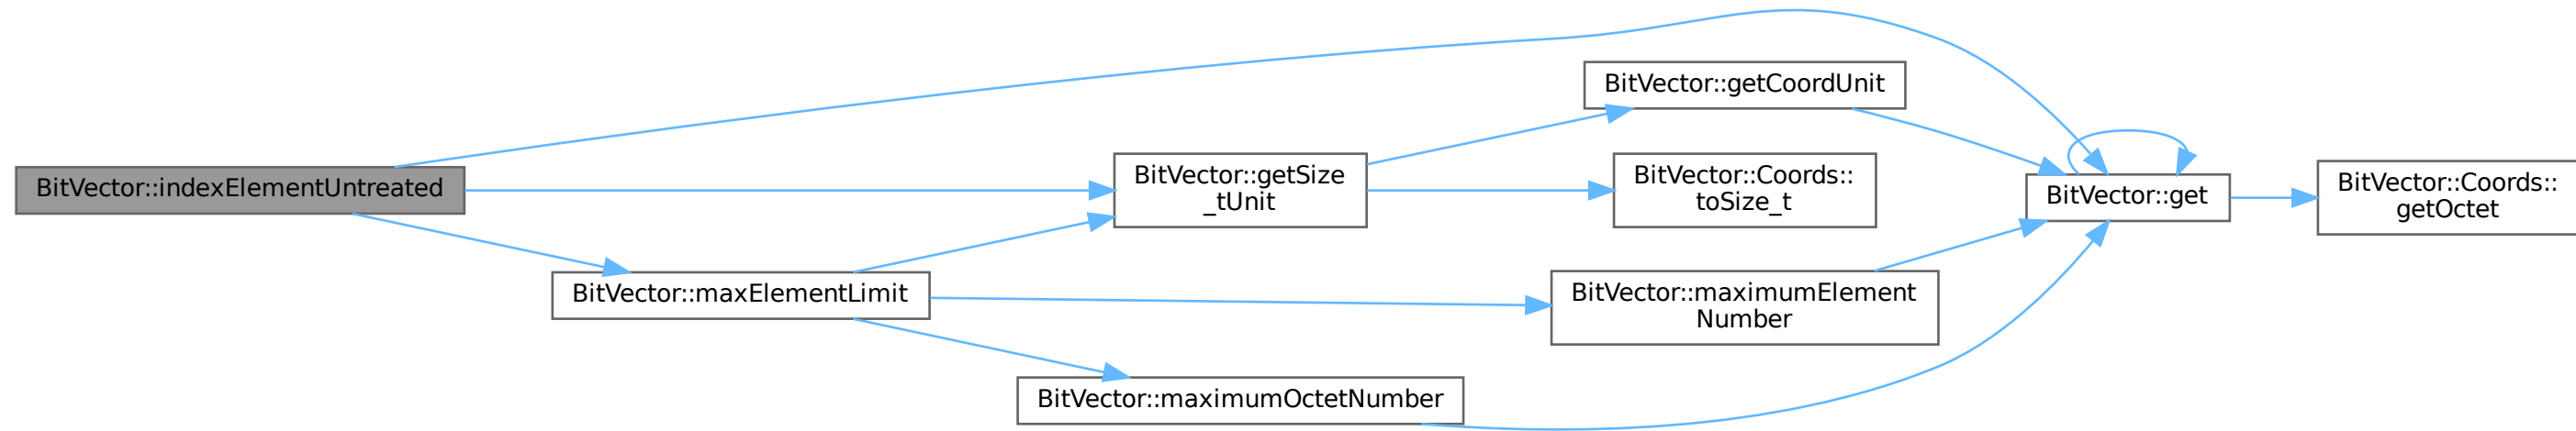 BitVector::indexElementUntreated
BitVector::maxElementLimit
BitVector::getSize
_tUnit
BitVector::maximumOctetNumber
BitVector::getCoordUnit
BitVector::Coords::
toSize_t
BitVector::maximumElement
Number
BitVector::get
BitVector::Coords::
getOctet